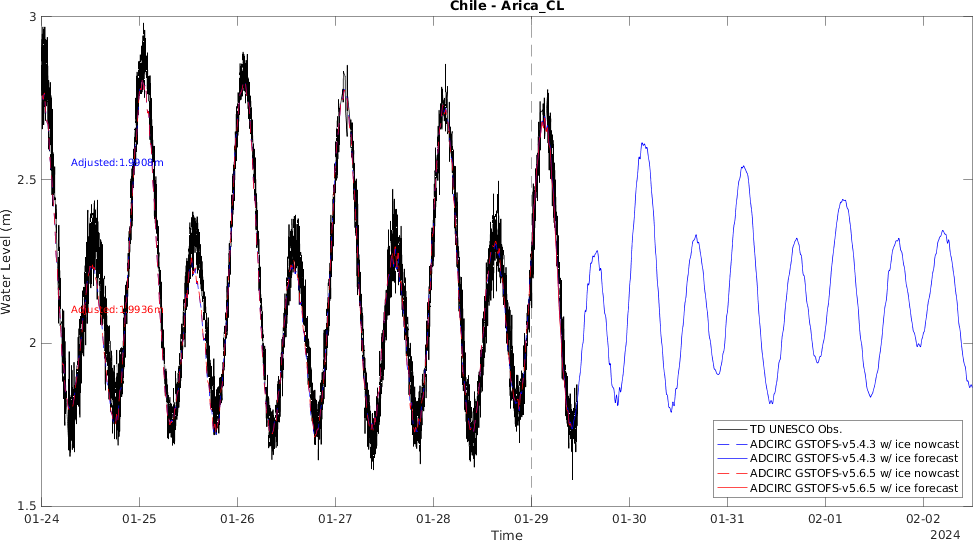 Chile - Arica_CL
3
2.5
2
1.5
Water Level (m)
Adjusted:1.9908m
Adjusted:1.9936m
TD UNESCO Obs.
ADCIRC GSTOFS-v5.4.3 w/ ice nowcast
ADCIRC GSTOFS-v5.4.3 w/ ice forecast
ADCIRC GSTOFS-v5.6.5 w/ ice nowcast
ADCIRC GSTOFS-v5.6.5 w/ ice forecast
01-24 01-25 01-26 01-27 01-28 01-29 01-30 01-31 02-01 02-02
Time
2024